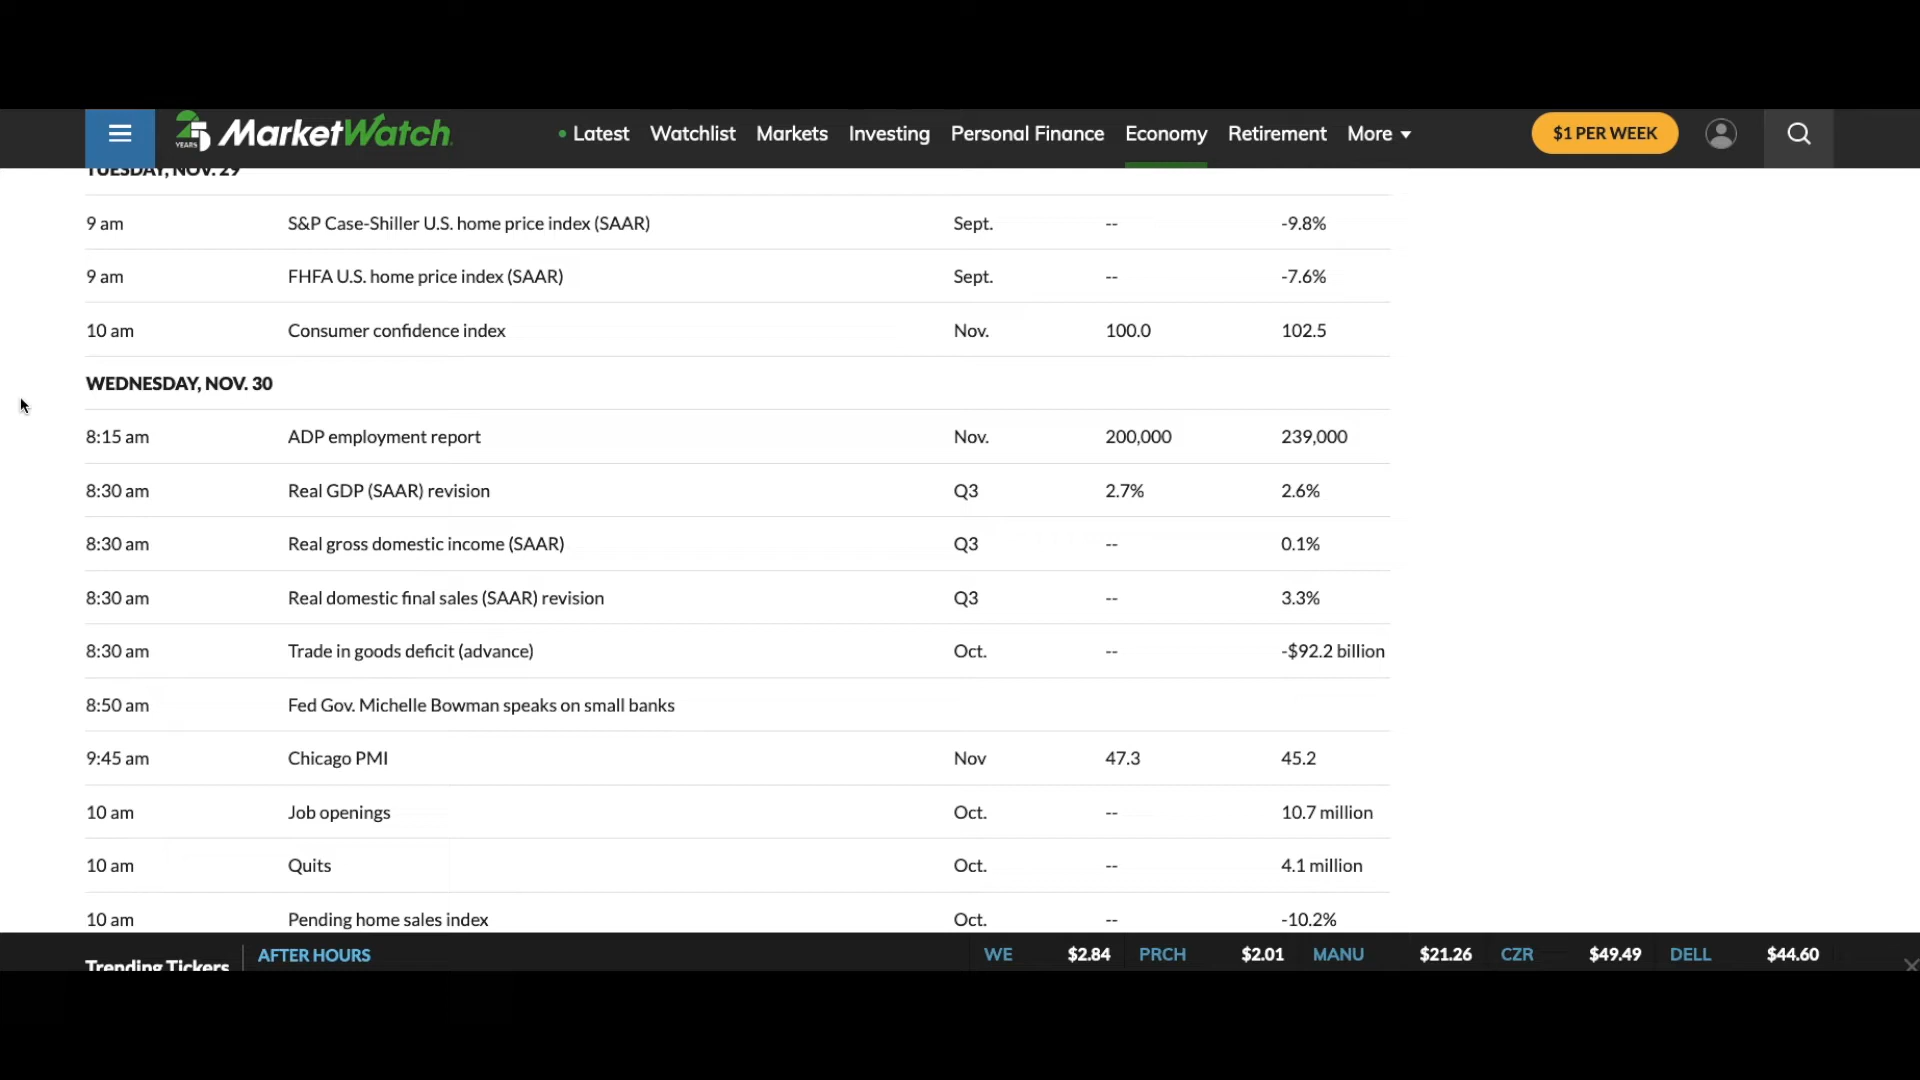 25 YEARS MarketWatch Latest Watchlist Markets Investing Personal Finance Economy Retirement More $1 PER WEEK
TUESDAY, NOV. 29
9 am S&P Case-Shiller U.S. home price index (SAAR) Sept. -- -9.8%
9 am FHFA U.S. home price index (SAAR) Sept. -- -7.6%
10 am Consumer confidence index Nov. 100.0 102.5
WEDNESDAY, NOV. 30
8:15 am ADP employment report Nov. 200,000 239,000
8:30 am Real GDP (SAAR) revision Q3 2.7% 2.6%
8:30 am Real gross domestic income (SAAR) Q3 -- 0.1%
8:30 am Real domestic final sales (SAAR) revision Q3 -- 3.3%
8:30 am Trade in goods deficit (advance) Oct. -- -$92.2 billion
8:50 am Fed Gov. Michelle Bowman speaks on small banks
9:45 am Chicago PMI Nov 47.3 45.2
10 am Job openings Oct. -- 10.7 million
10 am Quits Oct. -- 4.1 million
10 am Pending home sales index Oct. -- -10.2%
Trending Tickers AFTER HOURS WE $2.84 PRCH $2.01 MANU $21.26 CZR $49.49 DELL $44.60